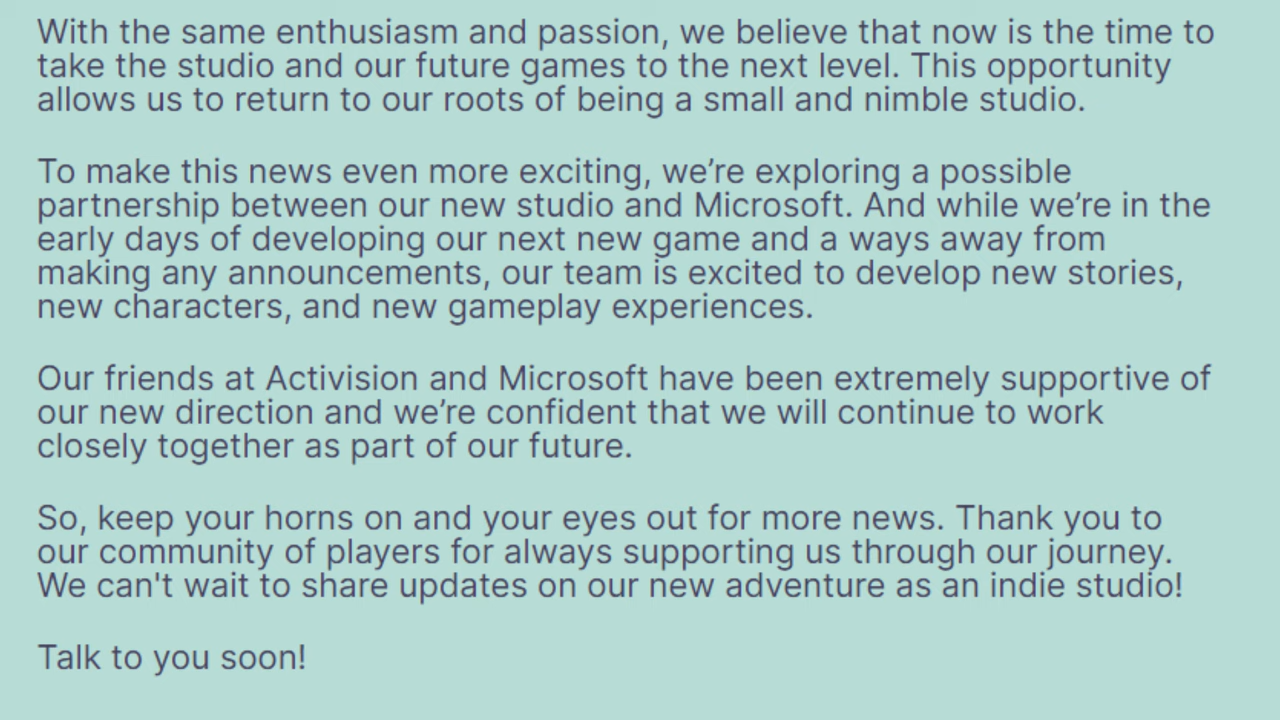 With the same enthusiasm and passion, we believe that now is the time to
take the studio and our future games to the next level. This opportunity
allows us to return to our roots of being a small and nimble studio.
To make this news even more exciting, we’re exploring a possible
partnership between our new studio and Microsoft. And while we’re in the
early days of developing our next new game and a ways away from
making any announcements, our team is excited to develop new stories,
new characters, and new gameplay experiences.
Our friends at Activision and Microsoft have been extremely supportive of
our new direction and we’re confident that we will continue to work
closely together as part of our future.
So, keep your horns on and your eyes out for more news. Thank you to
our community of players for always supporting us through our journey.
We can't wait to share updates on our new adventure as an indie studio!
Talk to you soon!